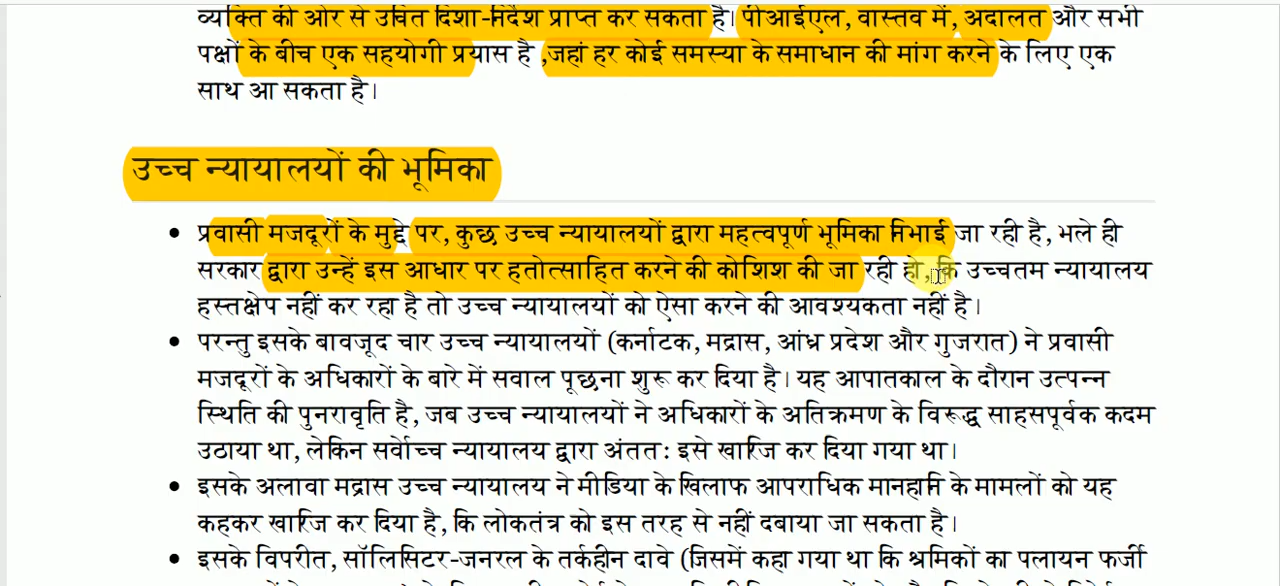 व्यक्ति की ओर से उचित दिशा-निर्देश प्राप्त कर सकता है। पीआईएल, वास्तव में, अदालत और सभी
पक्षों के बीच एक सहयोगी प्रयास है ,जहां हर कोई समस्या के समाधान की मांग करने के लिए एक
साथ आ सकता है।
उच्च न्यायालयों की भूमिका
• प्रवासी मजदूरों के मुद्दे पर, कुछ उच्च न्यायालयों द्वारा महत्वपूर्ण भूमिका निभाई जा रही है, भले ही
सरकार द्वारा उन्हें इस आधार पर हतोत्साहित करने की कोशिश की जा रही हो, कि उच्चतम न्यायालय
हस्तक्षेप नहीं कर रहा है तो उच्च न्यायालयों को ऐसा करने की आवश्यकता नहीं है।
• परन्तु इसके बावजूद चार उच्च न्यायालयों (कर्नाटक, मद्रास, आंध्र प्रदेश और गुजरात) ने प्रवासी
मजदूरों के अधिकारों के बारे में सवाल पूछना शुरू कर दिया है। यह आपातकाल के दौरान उत्पन्न
स्थिति की पुनरावृति है, जब उच्च न्यायालयों ने अधिकारों के अतिक्रमण के विरूद्ध साहसपूर्वक कदम
उठाया था, लेकिन सर्वोच्च न्यायालय द्वारा अंततः इसे खारिज कर दिया गया था।
• इसके अलावा मद्रास उच्च न्यायालय ने मीडिया के खिलाफ आपराधिक मानहानि के मामलों को यह
कहकर खारिज कर दिया है, कि लोकतंत्र को इस तरह से नहीं दबाया जा सकता है।
• इसके विपरीत, सॉलिसिटर-जनरल के तर्कहीन दावे (जिसमें कहा गया था कि श्रमिकों का पलायन फर्जी